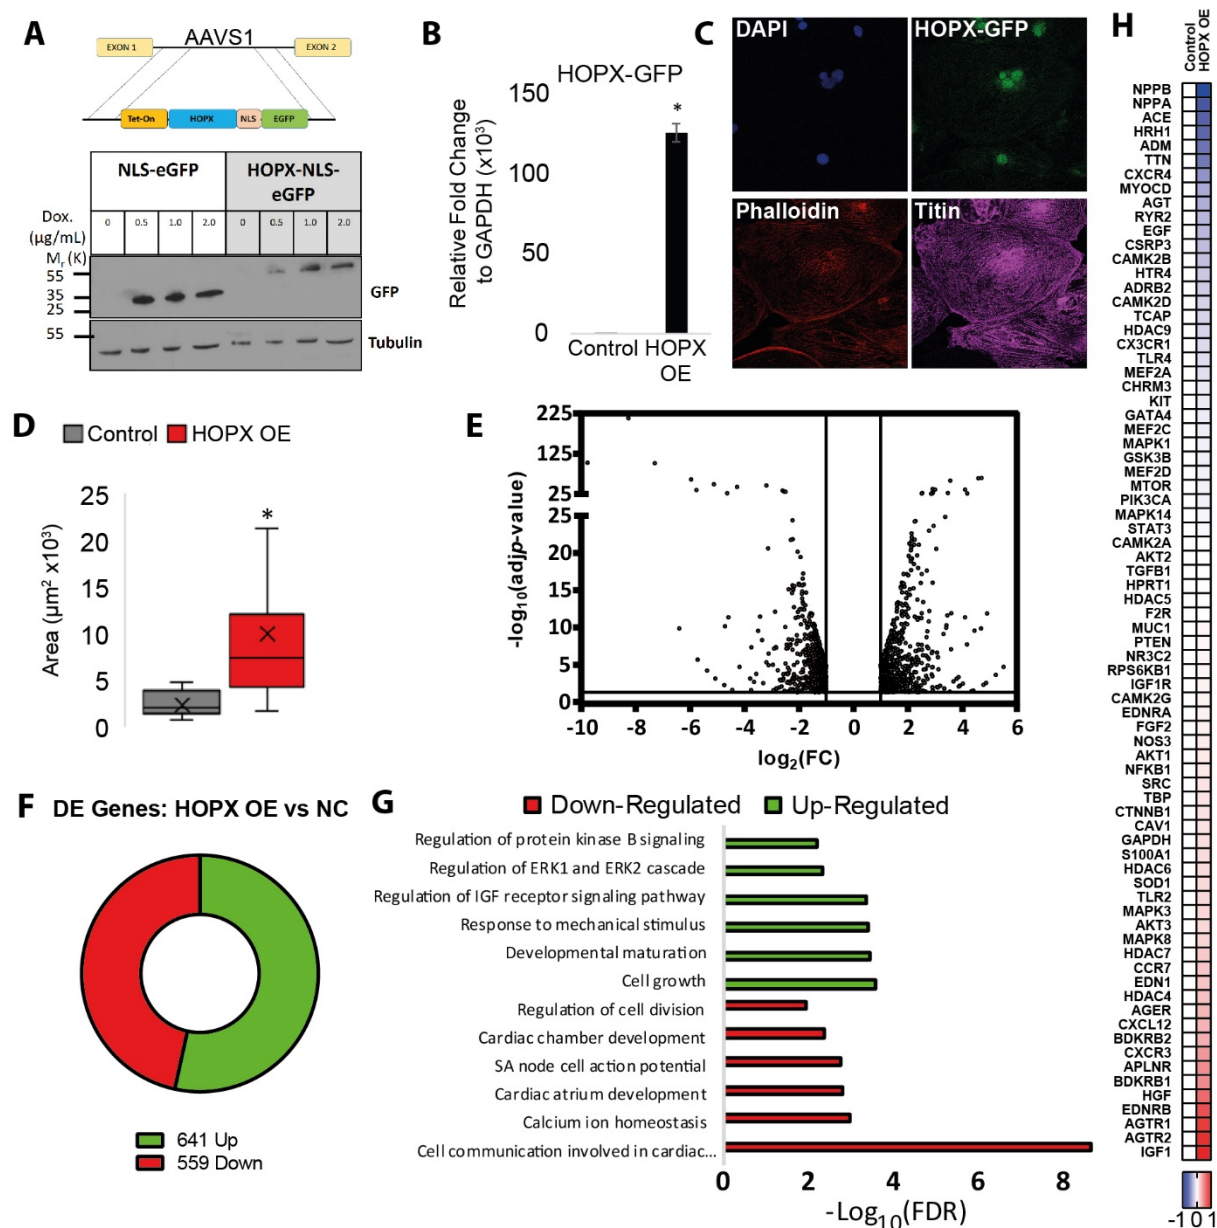 A
AAVS1
EXON 1
EXON 2
Tet-On
HOPX
NLS
EGFP
NLS-eGFP
HOPX-NLS-
eGFP
Dox.
(µg/mL)
0
0.5
1.0
2.0
0
0.5
1.0
2.0
Mr (K)
55
35
25
GFP
55
Tubulin
B
HOPX-GFP
Relative Fold Change
to GAPDH (x10³)
150
100
50
0
*
Control
HOPX
OE
C
DAPI
HOPX-GFP
Phalloidin
Titin
D
Control
HOPX OE
Area (µm² x10³)
25
20
15
10
5
0
*
E
-log₁₀(adjp-value)
225
125
25
25
20
15
10
5
0
-10
-8
-6
-4
-2
0
2
4
6
log₂(FC)
F
DE Genes: HOPX OE vs NC
641 Up
559 Down
G
Down-Regulated
Up-Regulated
Regulation of protein kinase B signaling
Regulation of ERK1 and ERK2 cascade
Regulation of IGF receptor signaling pathway
Response to mechanical stimulus
Developmental maturation
Cell growth
Regulation of cell division
Cardiac chamber development
SA node cell action potential
Cardiac atrium development
Calcium ion homeostasis
Cell communication involved in cardiac...
0
2
4
6
8
-Log₁₀(FDR)
H
Control
HOPX OE
NPPB
NPPA
ACE
HRH1
ADM
TTN
CXCR4
MYOCD
AGT
RYR2
EGF
CSRP3
CAMK2B
HTR4
ADRB2
CAMK2D
TCAP
HDAC9
CX3CR1
TLR4
MEF2A
CHRM3
KIT
GATA4
MEF2C
MAPK1
GSK3B
MEF2D
MTOR
PIK3CA
MAPK14
STAT3
CAMK2A
AKT2
TGFB1
HPRT1
HDAC5
F2R
MUC1
PTEN
NR3C2
RPS6KB1
IGF1R
CAMK2G
EDNRA
FGF2
NOS3
AKT1
NFKB1
SRC
TBP
CTNNB1
CAV1
GAPDH
S100A1
HDAC6
SOD1
TLR2
MAPK3
AKT3
MAPK8
HDAC7
CCR7
EDN1
HDAC4
AGER
CXCL12
BDKRB2
CXCR3
APLNR
BDKRB1
HGF
EDNRB
AGTR1
AGTR2
IGF1
-1 0 1